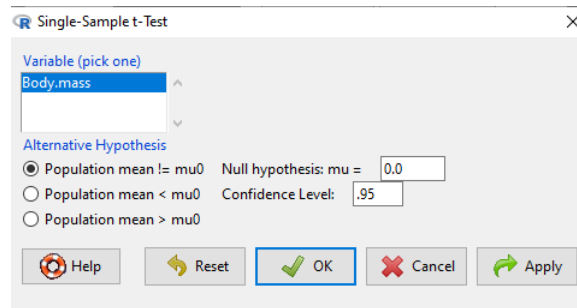 R Single-Sample t-Test
Variable (pick one)
Body.mass
Alternative Hypothesis
Population mean != mu0 Null hypothesis: mu = 0.0
Population mean < mu0 Confidence Level: .95
Population mean > mu0
Help Reset OK Cancel Apply